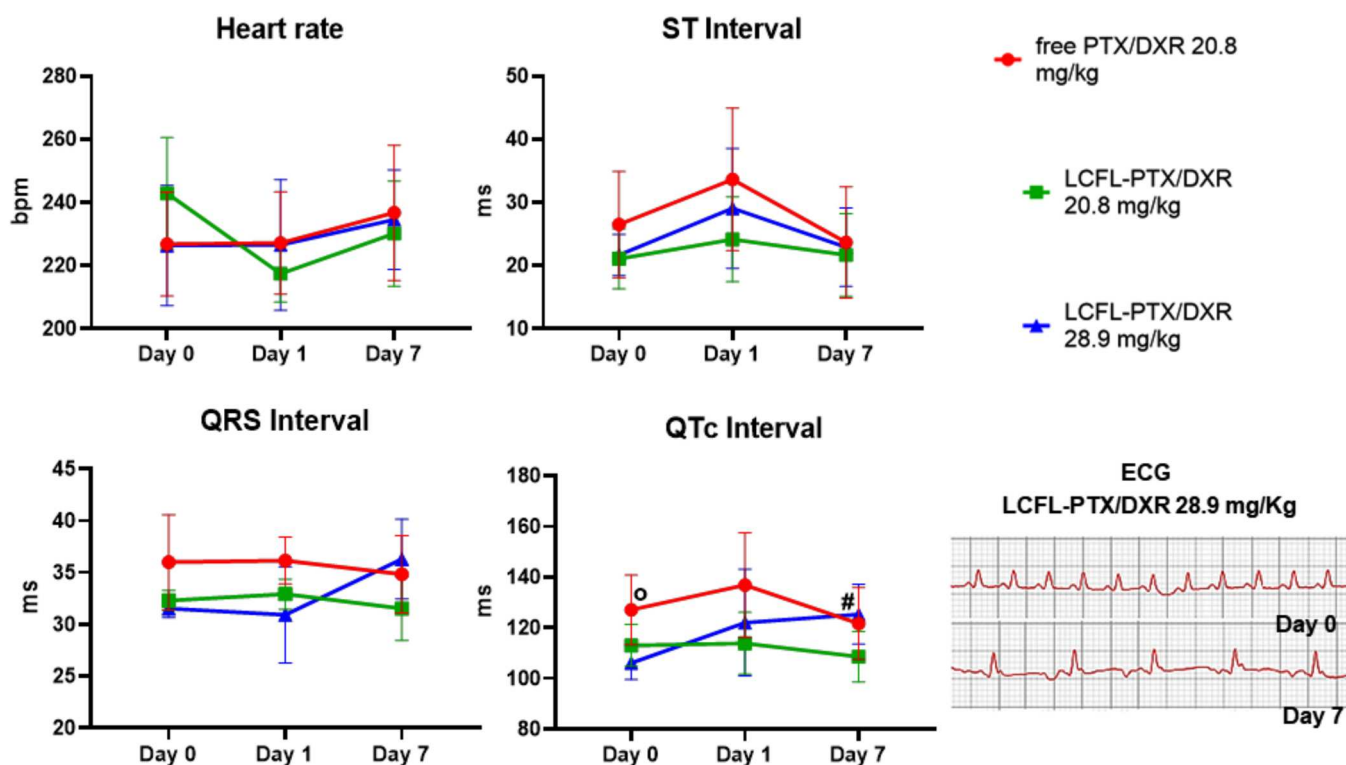 Heart rate
280
260
240
220
200
bpm
Day 0 Day 1 Day 7
ST Interval
50
40
30
20
10
ms
Day 0 Day 1 Day 7
free PTX/DXR 20.8
mg/kg
LCFL-PTX/DXR
20.8 mg/kg
LCFL-PTX/DXR
28.9 mg/kg
QRS Interval
45
40
35
30
25
20
ms
Day 0 Day 1 Day 7
QTc Interval
180
160
140
120
100
80
ms
o
#
Day 0 Day 1 Day 7
ECG
LCFL-PTX/DXR 28.9 mg/Kg
Day 0
Day 7